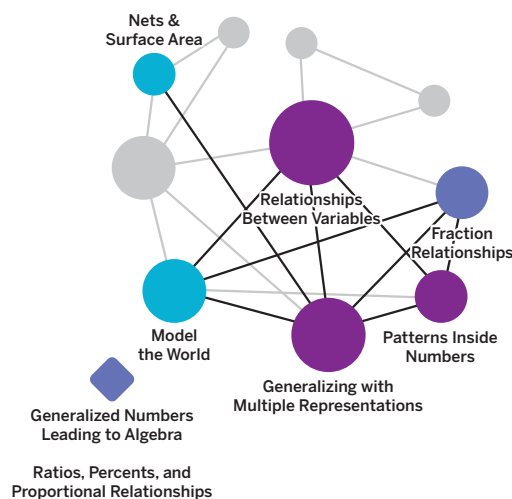 Nets &
Surface Area
Relationships
Between Variables
Fraction
Relationships
Model
the World
Patterns Inside
Numbers
Generalizing with
Multiple Representations
Generalized Numbers
Leading to Algebra
Ratios, Percents, and
Proportional Relationships